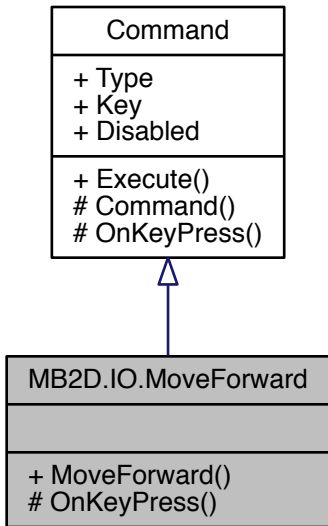 Command
+ Type
+ Key
+ Disabled
+ Execute()
# Command()
# OnKeyPress()
MB2D.IO.MoveForward
+ MoveForward()
# OnKeyPress()